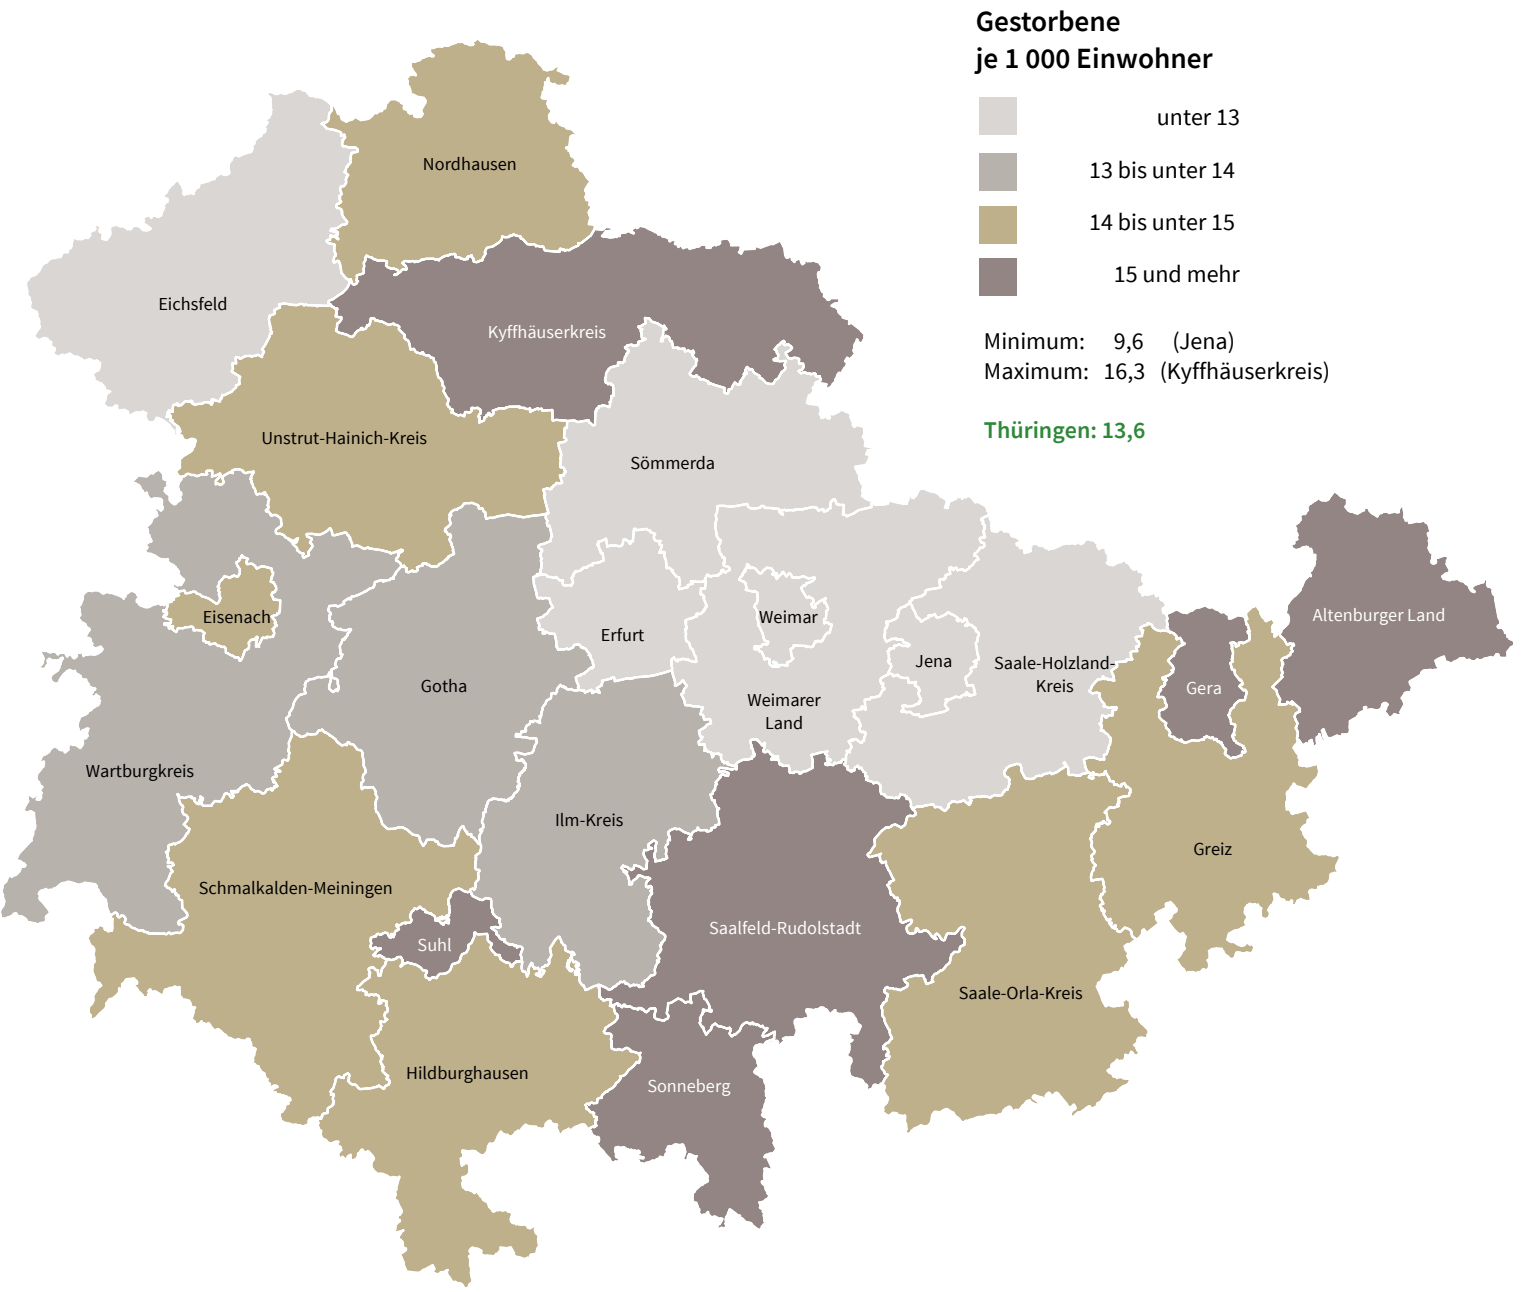 Gestorbene
je 1 000 Einwohner
unter 13
13 bis unter 14
14 bis unter 15
15 und mehr
Minimum: 9,6 (Jena)
Maximum: 16,3 (Kyffhäuserkreis)
Thüringen: 13,6
Nordhausen
Eichsfeld
Kyffhäuserkreis
Unstrut-Hainich-Kreis
Sömmerda
Eisenach
Erfurt
Weimar
Jena
Saale-Holzland-
Kreis
Altenburger Land
Gotha
Gera
Weimarer
Land
Wartburgkreis
Ilm-Kreis
Greiz
Schmalkalden-Meiningen
Saalfeld-Rudolstadt
Suhl
Saale-Orla-Kreis
Hildburghausen
Sonneberg